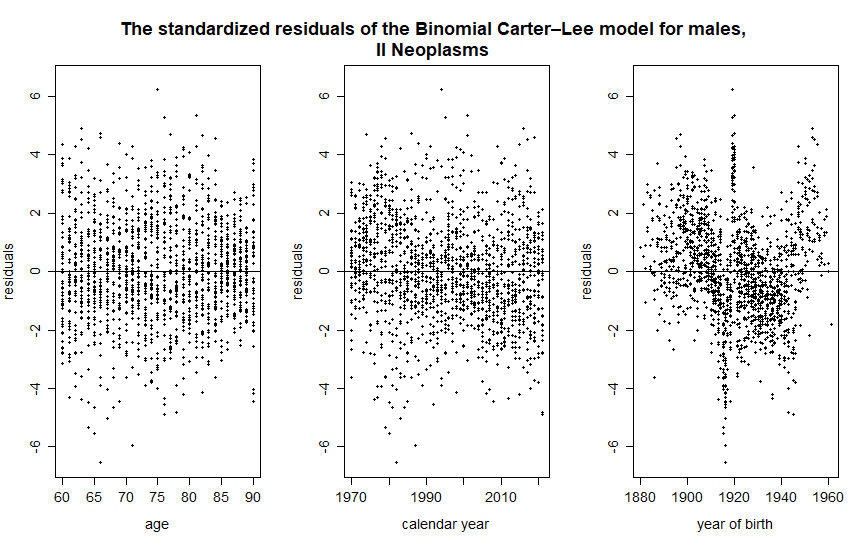 The standardized residuals of the Binomial Carter–Lee model for males,
II Neoplasms
residuals
6
4
2
0
-2
-4
-6
60 65 70 75 80 85 90
age
residuals
6
4
2
0
-2
-4
-6
1970 1990 2010
calendar year
residuals
6
4
2
0
-2
-4
-6
1880 1900 1920 1940 1960
year of birth